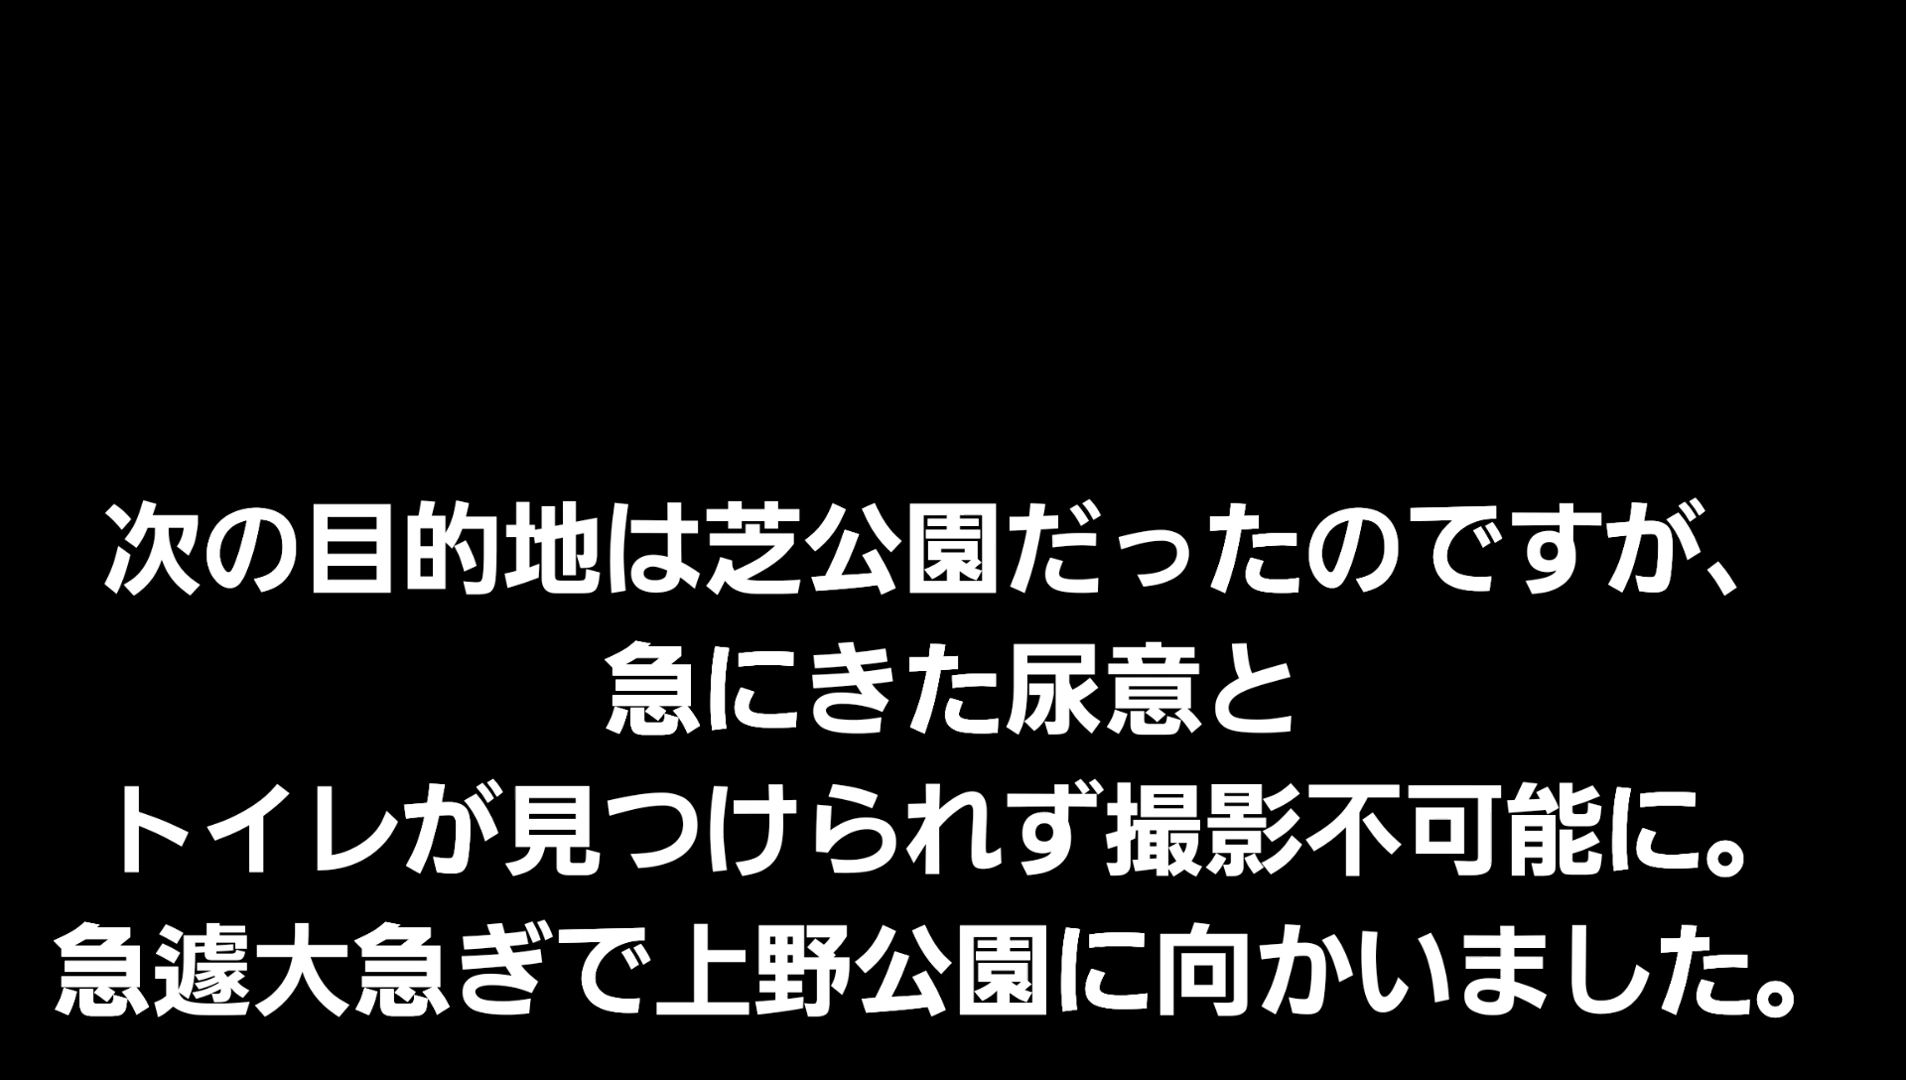 次の目的地は芝公園だったのですが、
急にきた尿意と
トイレが見つけられず撮影不可能に。
急遽大急ぎで上野公園に向かいました。